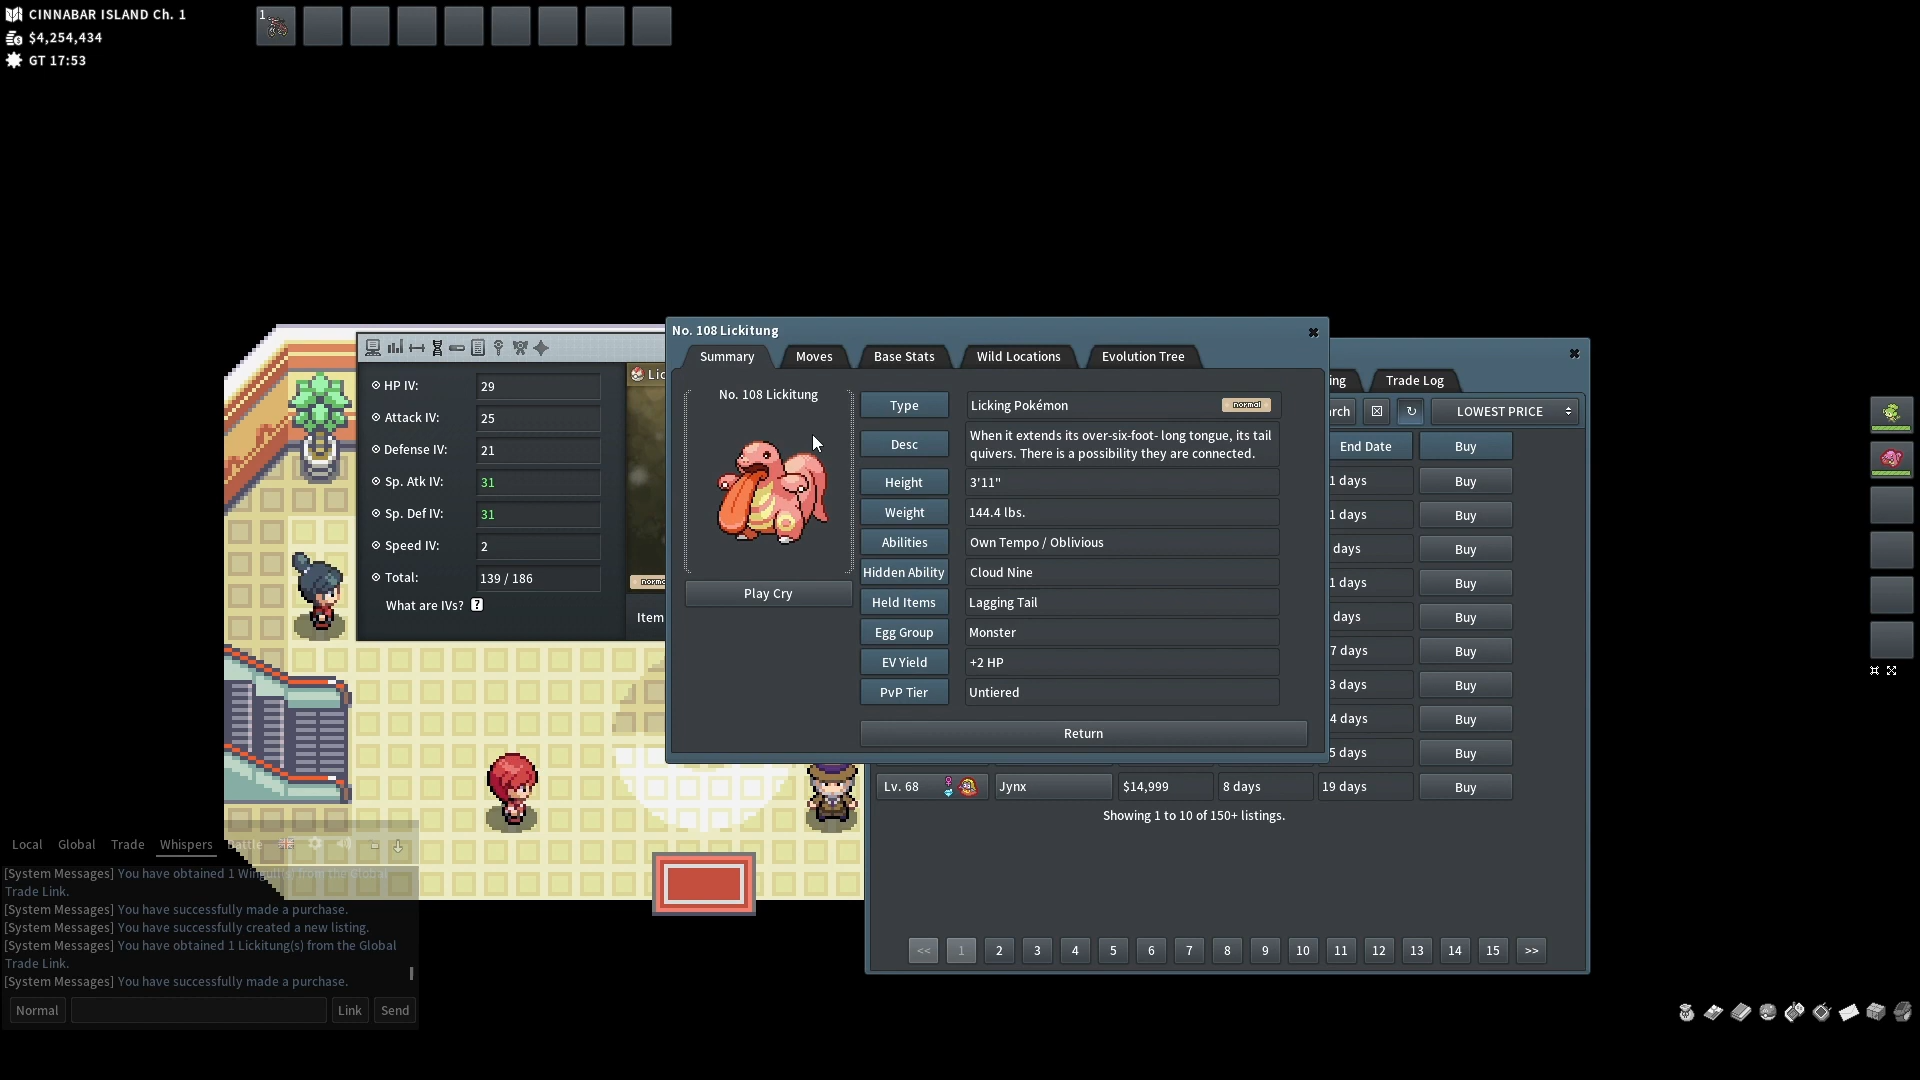 CINNABAR ISLAND Ch. 1
$4,254,434
GT 17:53
1
HP IV: 29
Attack IV: 25
Defense IV: 21
Sp. Atk IV: 31
Sp. Def IV: 31
Speed IV: 2
Total: 139 / 186
What are IVs? ?
Lic
Item
No. 108 Lickitung
Summary Moves Base Stats Wild Locations Evolution Tree
No. 108 Lickitung
Play Cry
Type Licking Pokémon normal
Desc When it extends its over-six-foot- long tongue, its tail
quivers. There is a possibility they are connected.
Height 3'11"
Weight 144.4 lbs.
Abilities Own Tempo / Oblivious
Hidden Ability Cloud Nine
Held Items Lagging Tail
Egg Group Monster
EV Yield +2 HP
PvP Tier Untiered
Return
ing Trade Log
rch LOWEST PRICE
End Date Buy
1 days Buy
1 days Buy
days Buy
1 days Buy
days Buy
7 days Buy
3 days Buy
4 days Buy
5 days Buy
Lv. 68 Jynx $14,999 8 days 19 days Buy
Showing 1 to 10 of 150+ listings.
<< 1 2 3 4 5 6 7 8 9 10 11 12 13 14 15 >>
Local Global Trade Whispers Battle
[System Messages] You have obtained 1 Wingull(s) from the Global
Trade Link.
[System Messages] You have successfully made a purchase.
[System Messages] You have successfully created a new listing.
[System Messages] You have obtained 1 Lickitung(s) from the Global
Trade Link.
[System Messages] You have successfully made a purchase.
Normal Link Send